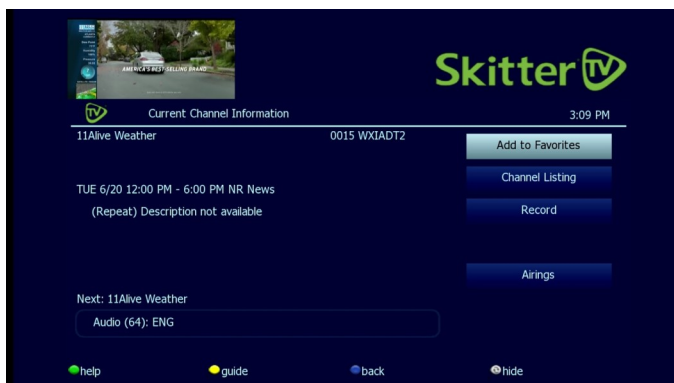 AMERICA'S BEST-SELLING BRAND
Skitter TV
TV
Current Channel Information
3:09 PM
11Alive Weather
0015 WXIADT2
Add to Favorites
Channel Listing
TUE 6/20 12:00 PM - 6:00 PM NR News
(Repeat) Description not available
Record
Airings
Next: 11Alive Weather
Audio (64): ENG
help
guide
back
hide